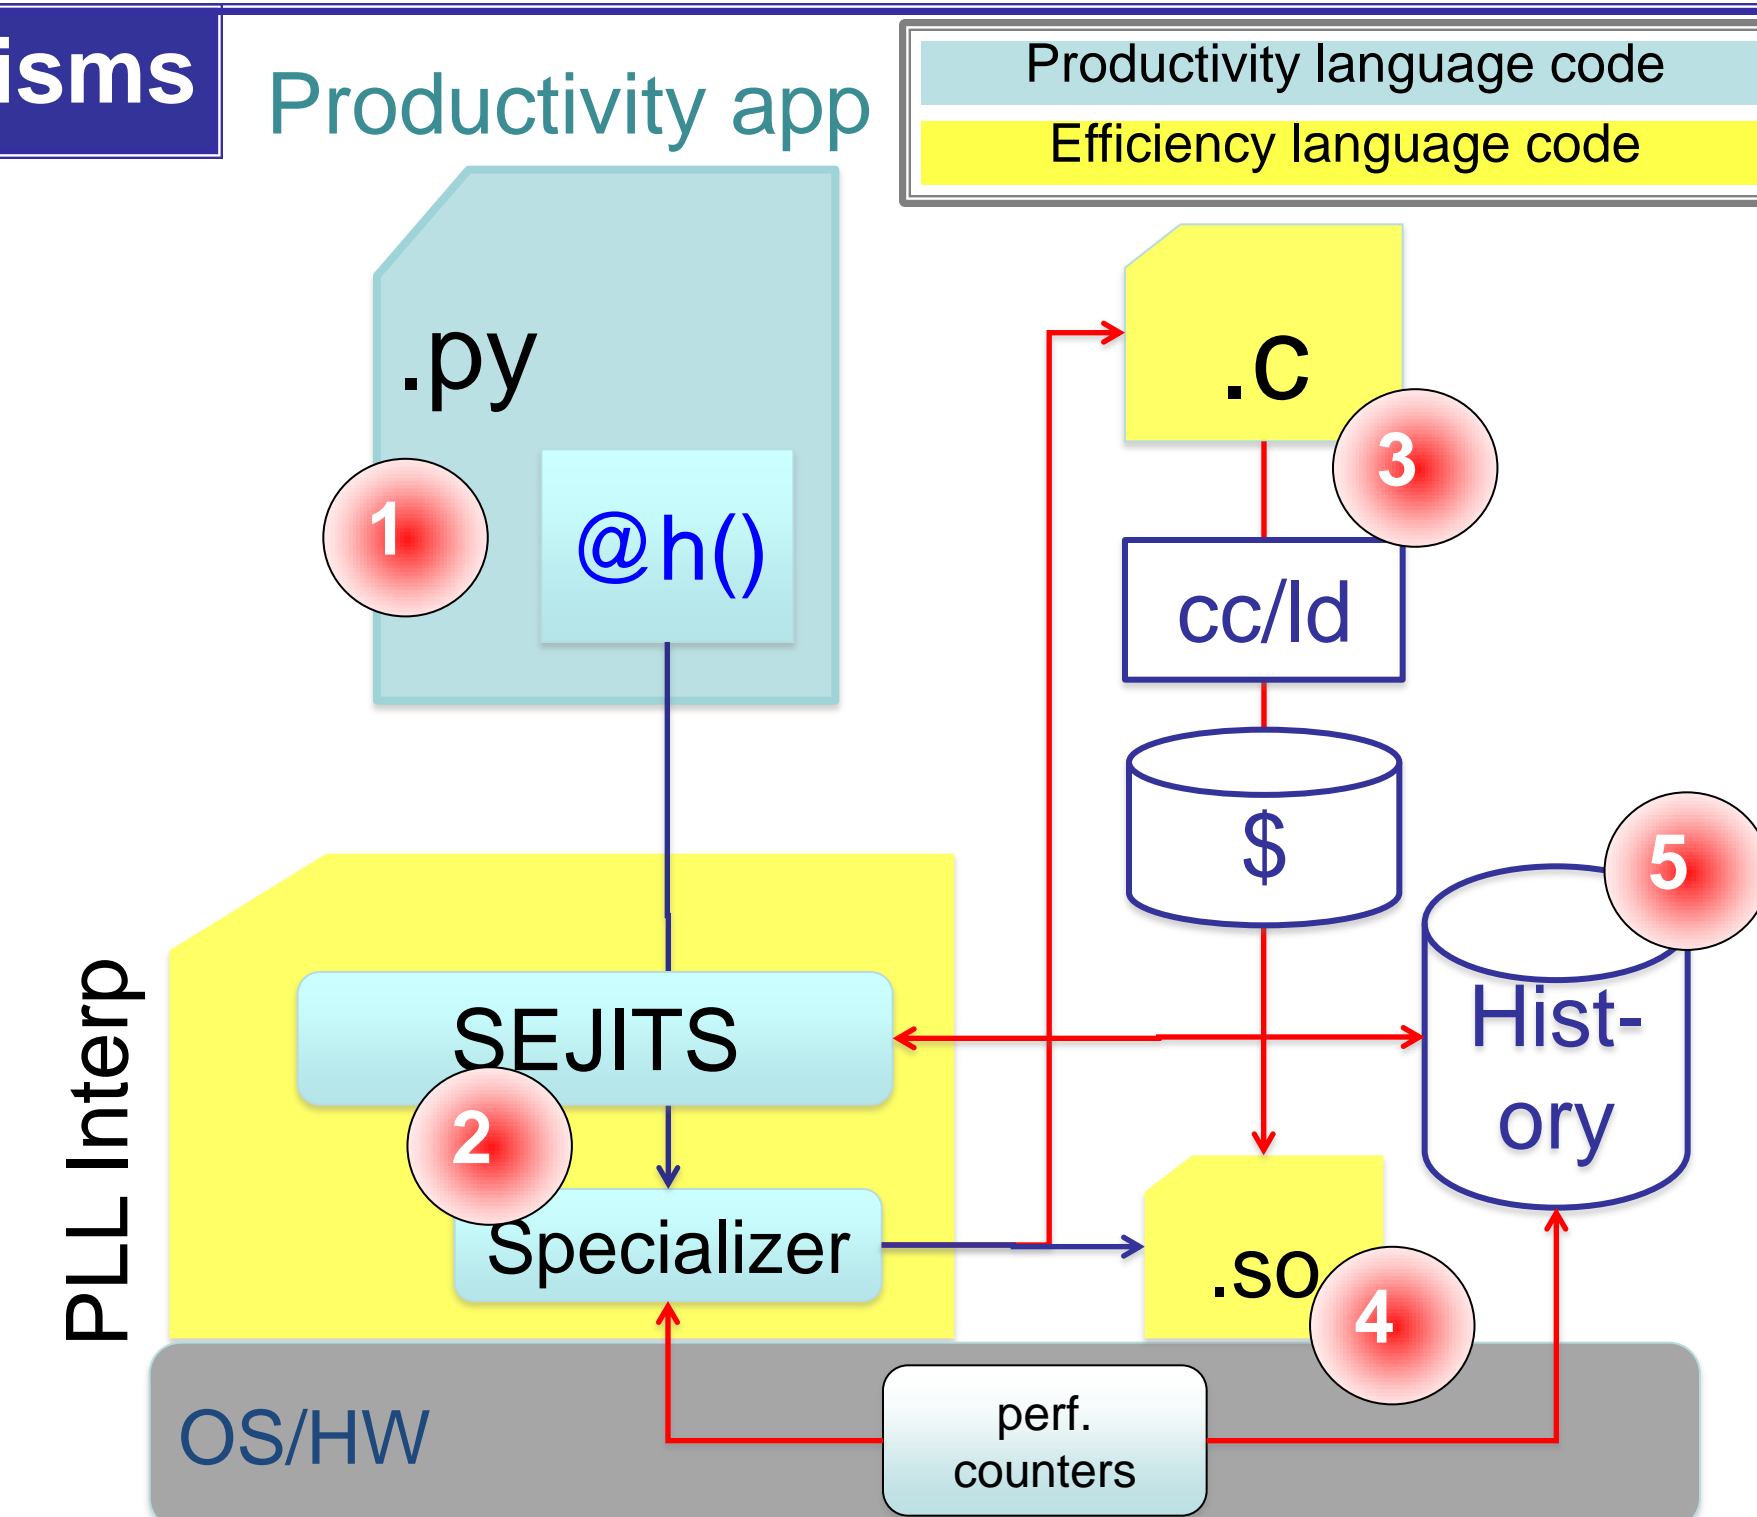 isms
Productivity app
Productivity language code
Efficiency language code
.py
@h()
1
.c
3
cc/ld
$
5
Hist-
ory
PLL Interp
SEJITS
2
Specializer
.so
4
OS/HW
perf.
counters